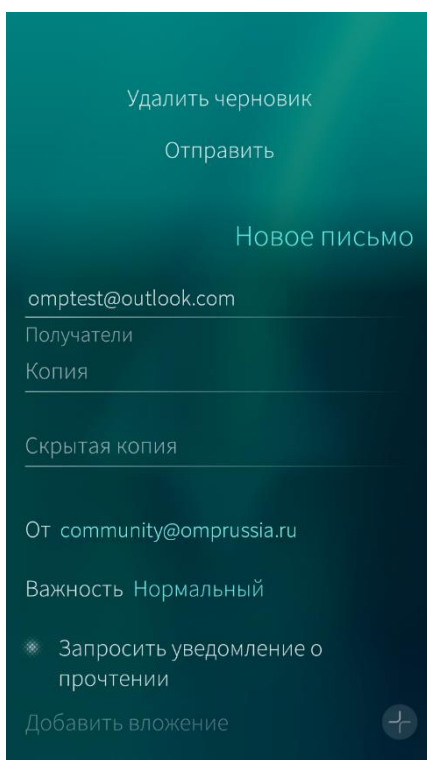 Удалить черновик
Отправить
Новое письмо
omptest@outlook.com
Получатели
Копия
Скрытая копия
От community@omprussia.ru
Важность Нормальный
Запросить уведомление о
прочтении
Добавить вложение